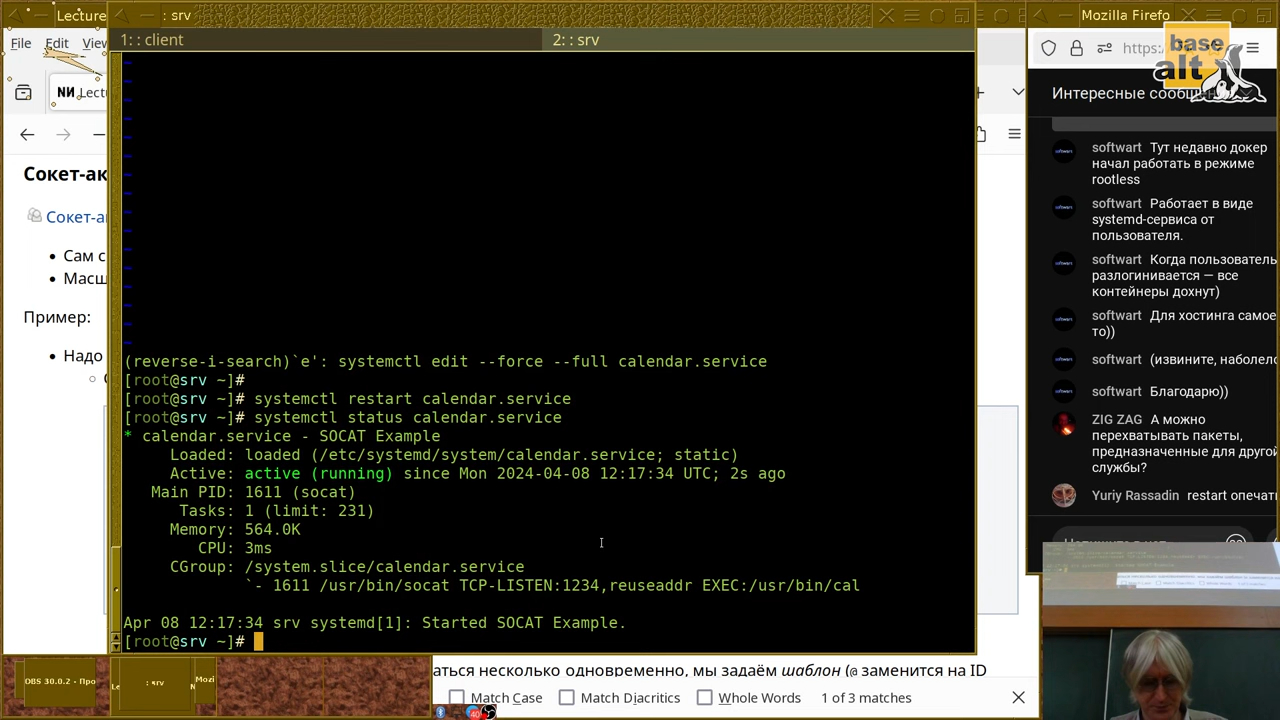 Lecture
: srv
Mozilla Firefo
File Edit View
1: : client
2: : srv
https:/
base
alt
Lectu
Интересные сообщ
Сокет-ак
Сокет-ак
Сам с
Масш
Пример:
Надо
softwart Тут недавно докер
начал работать в режиме
rootless
softwart Работает в виде
systemd-сервиса от
пользователя.
softwart Когда пользователь
разлогинивается — все
контейнеры дохнут)
softwart Для хостинга самое
то))
softwart (извините, наболело
softwart Благодарю))
ZIG ZAG А можно
перехватывать пакеты,
предназначенные для другой
службы?
Yuriy Rassadin restart опечат
(reverse-i-search)`e': systemctl edit --force --full calendar.service
[root@srv ~]#
[root@srv ~]# systemctl restart calendar.service
[root@srv ~]# systemctl status calendar.service
* calendar.service - SOCAT Example
Loaded: loaded (/etc/systemd/system/calendar.service; static)
Active: active (running) since Mon 2024-04-08 12:17:34 UTC; 2s ago
Main PID: 1611 (socat)
Tasks: 1 (limit: 231)
Memory: 564.0K
CPU: 3ms
CGroup: /system.slice/calendar.service
`- 1611 /usr/bin/socat TCP-LISTEN:1234,reuseaddr EXEC:/usr/bin/cal
Apr 08 12:17:34 srv systemd[1]: Started SOCAT Example.
[root@srv ~]#
аться несколько одновременно, мы задаём шаблон (@ заменится на ID
OBS 30.0.2 - Про
Le
: srv
N
Mozi
Match Case
Match Diacritics
Whole Words
1 of 3 matches